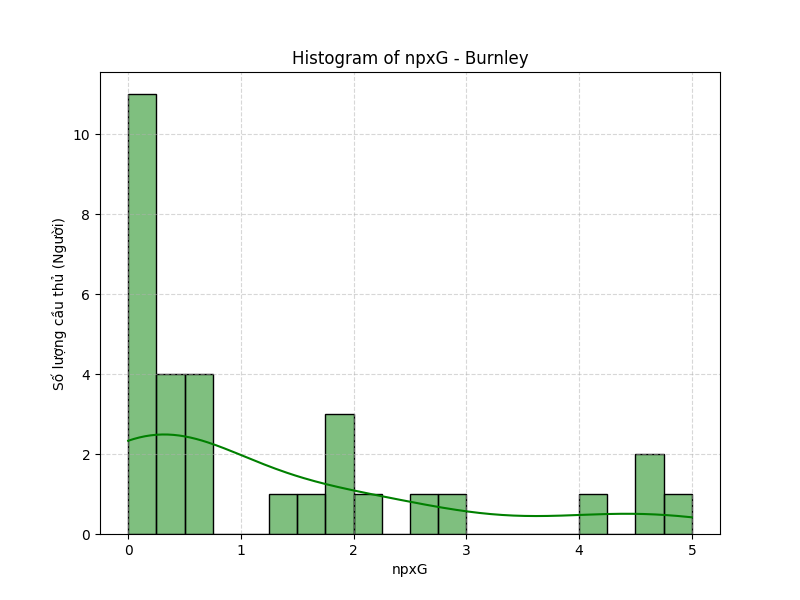 Histogram of npxG - Burnley
Số lượng cầu thủ (Người)
10
8
6
4
2
0
0 1 2 3 4 5
npxG